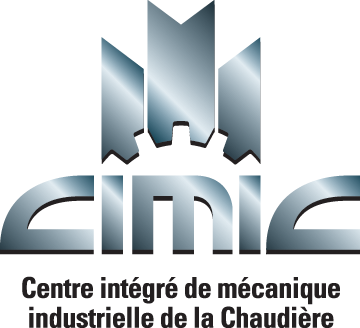 CIMIC
Centre intégré de mécanique
industrielle de la Chaudière